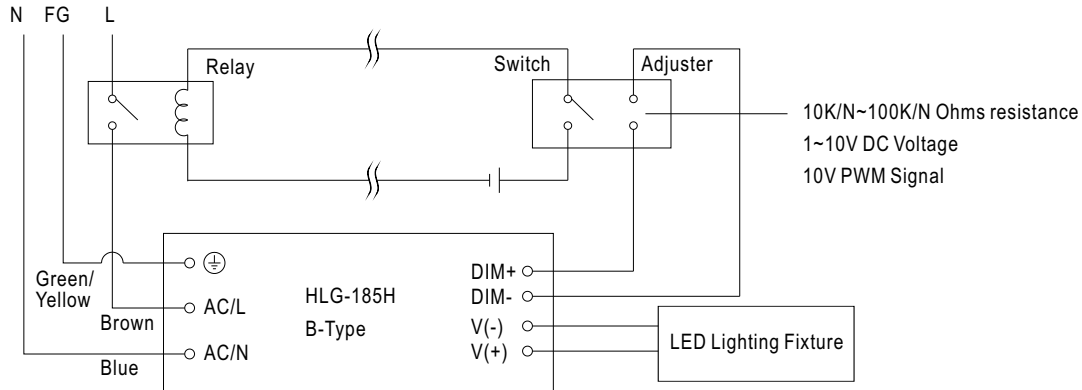 N FG L
Relay
Switch
Adjuster
10K/N~100K/N Ohms resistance
1~10V DC Voltage
10V PWM Signal
Green/
Yellow
Brown
Blue
AC/L
AC/N
HLG-185H
B-Type
DIM+
DIM-
V(-)
V(+)
LED Lighting Fixture